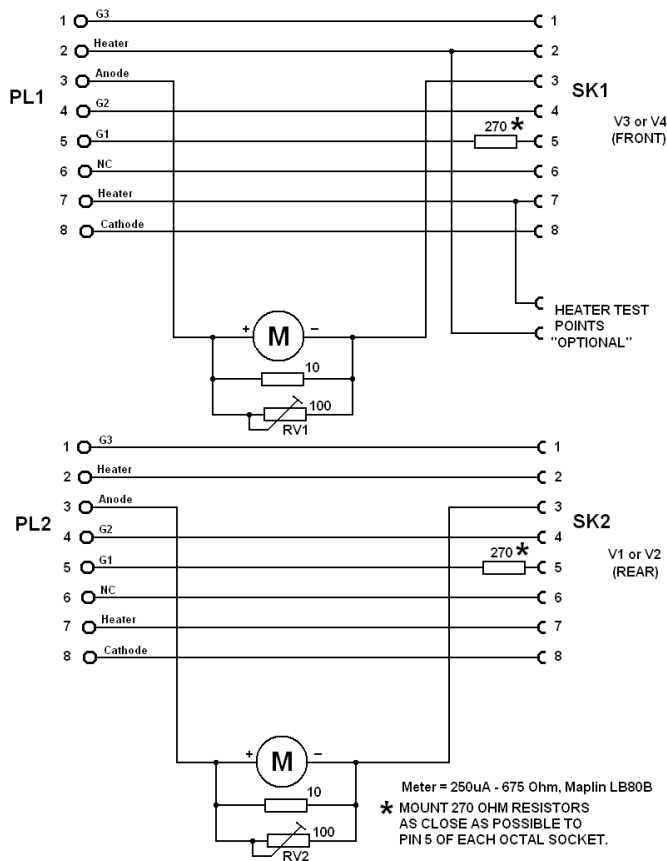 1 G3 1
2 Heater 2
3 Anode 3
PL1 SK1
4 G2 4
V3 or V4
(FRONT)
5 G1 270 * 5
6 NC 6
7 Heater 7
8 Cathode 8
HEATER TEST
POINTS
"OPTIONAL"
+ M −
10
100
RV1
1 G3 1
2 Heater 2
3 Anode 3
PL2 SK2
4 G2 4
V1 or V2
(REAR)
5 G1 270 * 5
6 NC 6
7 Heater 7
8 Cathode 8
+ M −
10
100
RV2
Meter = 250uA - 675 Ohm, Maplin LB80B
* MOUNT 270 OHM RESISTORS
AS CLOSE AS POSSIBLE TO
PIN 5 OF EACH OCTAL SOCKET.